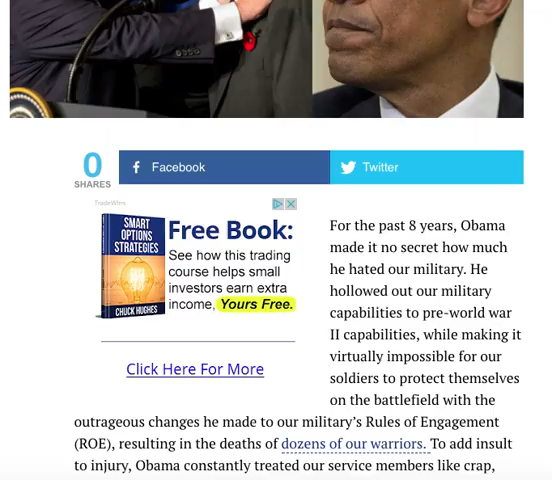 0
SHARES
Facebook
Twitter
TradeWins
SMART
OPTIONS
STRATEGIES
CHUCK HUGHES
Free Book:
See how this trading
course helps small
investors earn extra
income, Yours Free.
Click Here For More
For the past 8 years, Obama
made it no secret how much
he hated our military. He
hollowed out our military
capabilities to pre-world war
II capabilities, while making it
virtually impossible for our
soldiers to protect themselves
on the battlefield with the
outrageous changes he made to our military’s Rules of Engagement
(ROE), resulting in the deaths of dozens of our warriors. To add insult
to injury, Obama constantly treated our service members like crap,